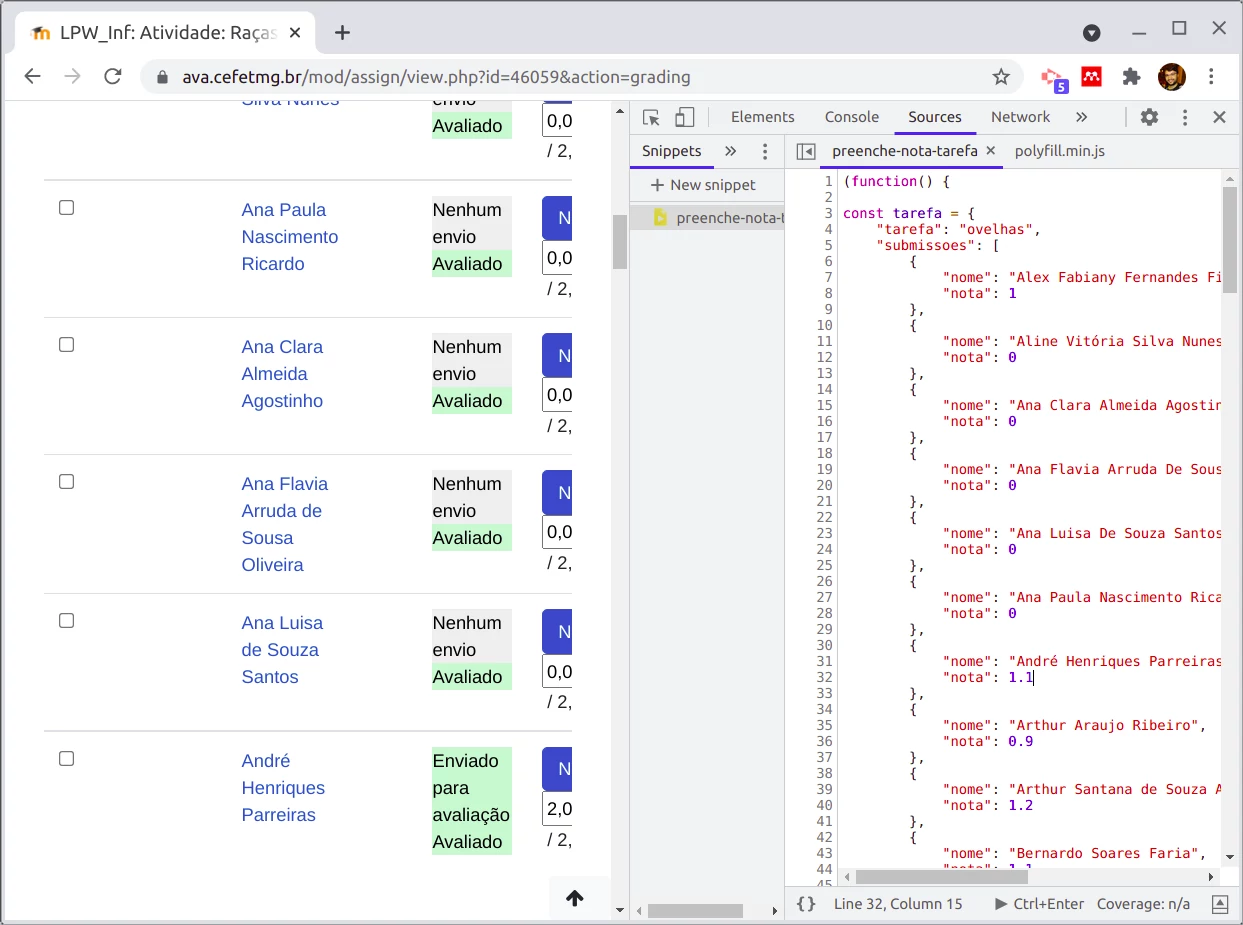 LPW_Inf: Atividade: Raças
ava.cefetmg.br/mod/assign/view.php?id=46059&action=grading
5
Silva Nunes
envio
Avaliado
0,0
/ 2,
Ana Paula
Nascimento
Ricardo
Nenhum
envio
Avaliado
N
0,0
/ 2,
Ana Clara
Almeida
Agostinho
Nenhum
envio
Avaliado
N
0,0
/ 2,
Ana Flavia
Arruda de
Sousa
Oliveira
Nenhum
envio
Avaliado
N
0,0
/ 2,
Ana Luisa
de Souza
Santos
Nenhum
envio
Avaliado
N
0,0
/ 2,
André
Henriques
Parreiras
Enviado
para
avaliação
Avaliado
N
2,0
/ 2,
Elements Console Sources Network
Snippets
New snippet
preenche-nota-t
preenche-nota-tarefa polyfill.min.js
1 (function() {
2
3 const tarefa = {
4 "tarefa": "ovelhas",
5 "submissoes": [
6 {
7 "nome": "Alex Fabiany Fernandes Fi
8 "nota": 1
9 },
10 {
11 "nome": "Aline Vitória Silva Nunes
12 "nota": 0
13 },
14 {
15 "nome": "Ana Clara Almeida Agostin
16 "nota": 0
17 },
18 {
19 "nome": "Ana Flavia Arruda De Sous
20 "nota": 0
21 },
22 {
23 "nome": "Ana Luisa De Souza Santos
24 "nota": 0
25 },
26 {
27 "nome": "Ana Paula Nascimento Rica
28 "nota": 0
29 },
30 {
31 "nome": "André Henriques Parreiras
32 "nota": 1.1
33 },
34 {
35 "nome": "Arthur Araujo Ribeiro",
36 "nota": 0.9
37 },
38 {
39 "nome": "Arthur Santana de Souza A
40 "nota": 1.2
41 },
42 {
43 "nome": "Bernardo Soares Faria",
44 "nota": 1.1
45
{} Line 32, Column 15 Ctrl+Enter Coverage: n/a